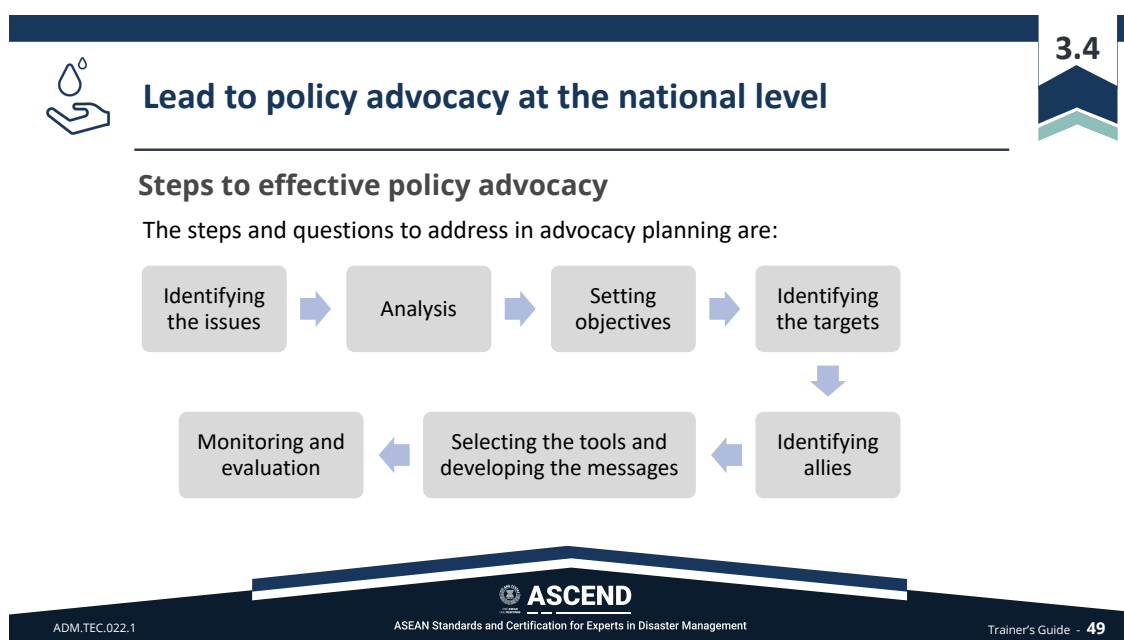 3.4
Lead to policy advocacy at the national level
Steps to effective policy advocacy
The steps and questions to address in advocacy planning are:
Identifying
the issues
Analysis
Setting
objectives
Identifying
the targets
Identifying
allies
Selecting the tools and
developing the messages
Monitoring and
evaluation
ASCEND
ASEAN Standards and Certification for Experts in Disaster Management
ADM.TEC.022.1
Trainer's Guide - 49